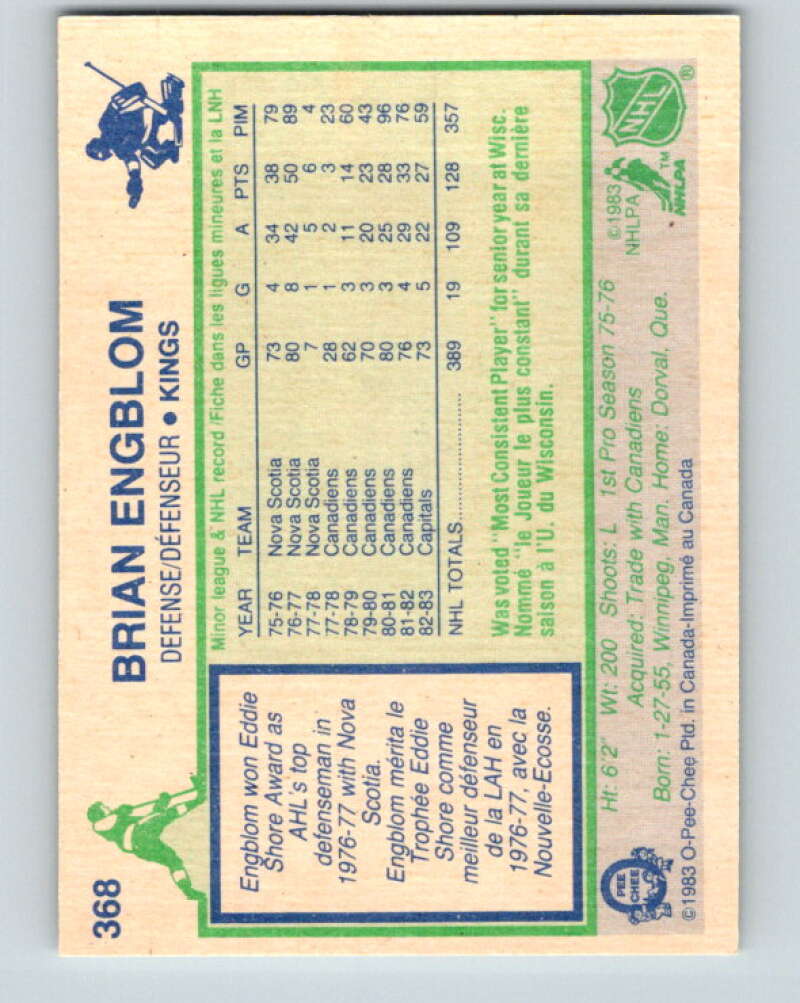 368
BRIAN ENGBLOM
DEFENSE/DÉFENSEUR • KINGS
Engblom won Eddie
Shore Award as
AHL's top
defenseman in
1976-77 with Nova
Scotia.
Engblom mérita le
Trophée Eddie
Shore comme
meilleur défenseur
de la LAH en
1976-77, avec la
Nouvelle-Ecosse.
Minor league & NHL record/Fiche dans les ligues mineures et la LNH
YEAR TEAM GP G A PTS PIM
75-76 Nova Scotia 73 4 34 38 79
76-77 Nova Scotia 80 8 42 50 89
77-78 Nova Scotia 7 1 5 6 4
77-78 Canadiens 28 1 2 3 23
78-79 Canadiens 62 3 11 14 60
79-80 Canadiens 70 3 20 23 43
80-81 Canadiens 80 3 25 28 96
81-82 Canadiens 76 4 29 33 76
82-83 Capitals 73 5 22 27 59
NHL TOTALS.................... 389 19 109 128 357
Was voted "Most Consistent Player" for senior year at Wisc.
Nommé "le Joueur le plus constant" durant sa dernière
saison à l'U. du Wisconsin.
PEE
CHEE
Ht: 6'2" Wt: 200 Shoots: L 1st Pro Season 75-76
Acquired: Trade with Canadiens
Born: 1-27-55, Winnipeg, Man. Home: Dorval, Que.
©1983 O-Pee-Chee Ptd. in Canada-Imprimé au Canada
©1983
NHLPA
TM
NHLPA
NHL
®